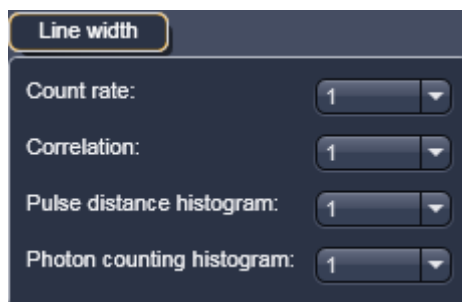 Line width
Count rate: 1
Correlation: 1
Pulse distance histogram: 1
Photon counting histogram: 1